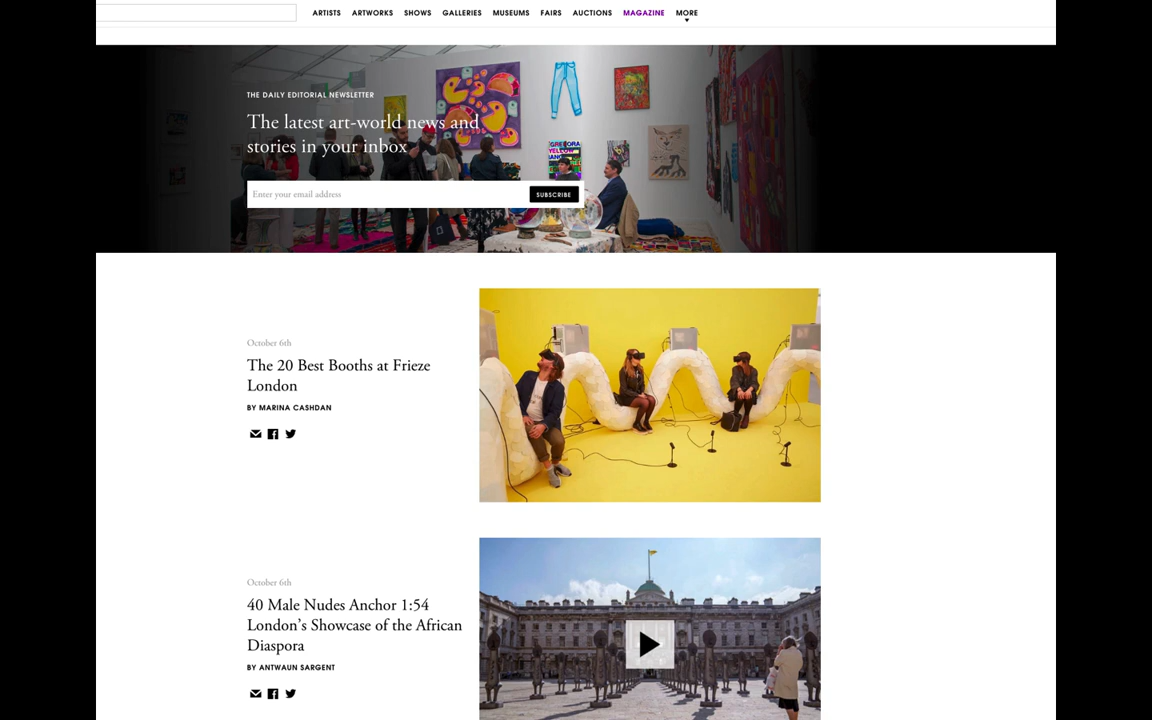 ARTISTS ARTWORKS SHOWS GALLERIES MUSEUMS FAIRS AUCTIONS MAGAZINE MORE
THE DAILY EDITORIAL NEWSLETTER
The latest art-world news and
stories in your inbox
Enter your email address
SUBSCRIBE
October 6th
The 20 Best Booths at Frieze
London
BY MARINA CASHDAN
October 6th
40 Male Nudes Anchor 1:54
London’s Showcase of the African
Diaspora
BY ANTWAUN SARGENT